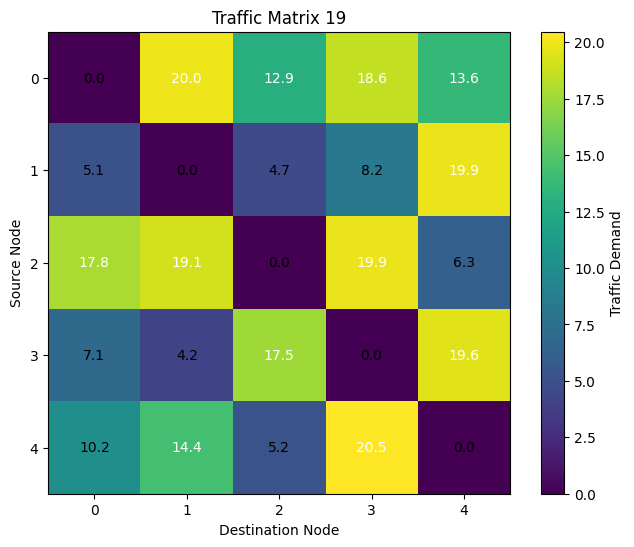 Traffic Matrix 19
Source Node
0 0.0 20.0 12.9 18.6 13.6
1 5.1 0.0 4.7 8.2 19.9
2 17.8 19.1 0.0 19.9 6.3
3 7.1 4.2 17.5 0.0 19.6
4 10.2 14.4 5.2 20.5 0.0
0 1 2 3 4
Destination Node
20.0
17.5
15.0
12.5
10.0
7.5
5.0
2.5
0.0
Traffic Demand